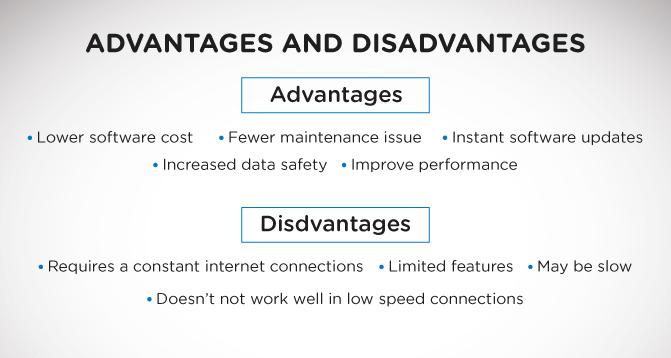 ADVANTAGES AND DISADVANTAGES
Advantages
• Lower software cost • Fewer maintenance issue • Instant software updates
• Increased data safety • Improve performance
Disdvantages
• Requires a constant internet connections • Limited features • May be slow
• Doesn't not work well in low speed connections